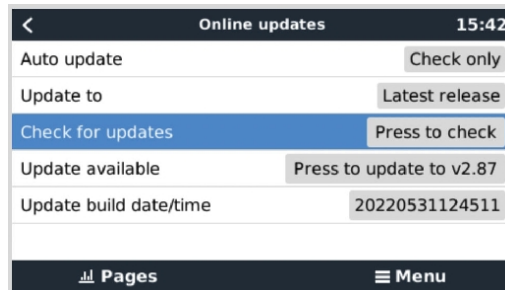 Online updates 15:42
Auto update Check only
Update to Latest release
Check for updates Press to check
Update available Press to update to v2.87
Update build date/time 20220531124511
Pages Menu